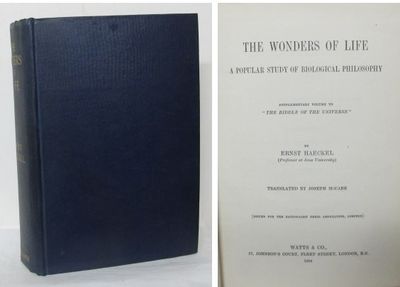 ERS
FE
THE WONDERS OF LIFE
A POPULAR STUDY OF BIOLOGICAL PHILOSOPHY
SUPPLEMENTARY VOLUME TO
"THE RIDDLE OF THE UNIVERSE"
BY
ERNST HAECKEL
(Professor at Jena University)
TRANSLATED BY JOSEPH McCABE
[ISSUED FOR THE RATIONALIST PRESS ASSOCIATION, LIMITED]
WATTS & CO.,
17, JOHNSON'S COURT, FLEET STREET, LONDON, E.C.
1904